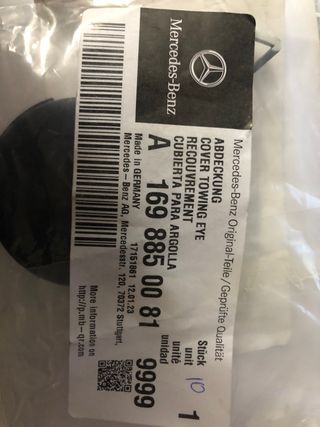 Mercedes-Benz
Mercedes-Benz Original-Teile/Geprüfte Qualität
ABDECKUNG
COVER TOWING EYE
RECOUVREMENT
CUBIERTA PARA ARGOLLA
A 169 885 00 81 9999
Stück
unit
unité
unidad
10
1
17151861 12.01.23
Made in GERMANY
Mercedes-Benz AG, Mercedesstr. 120, 70372 Stuttgart,
More information on
http://p.mb-qr.com